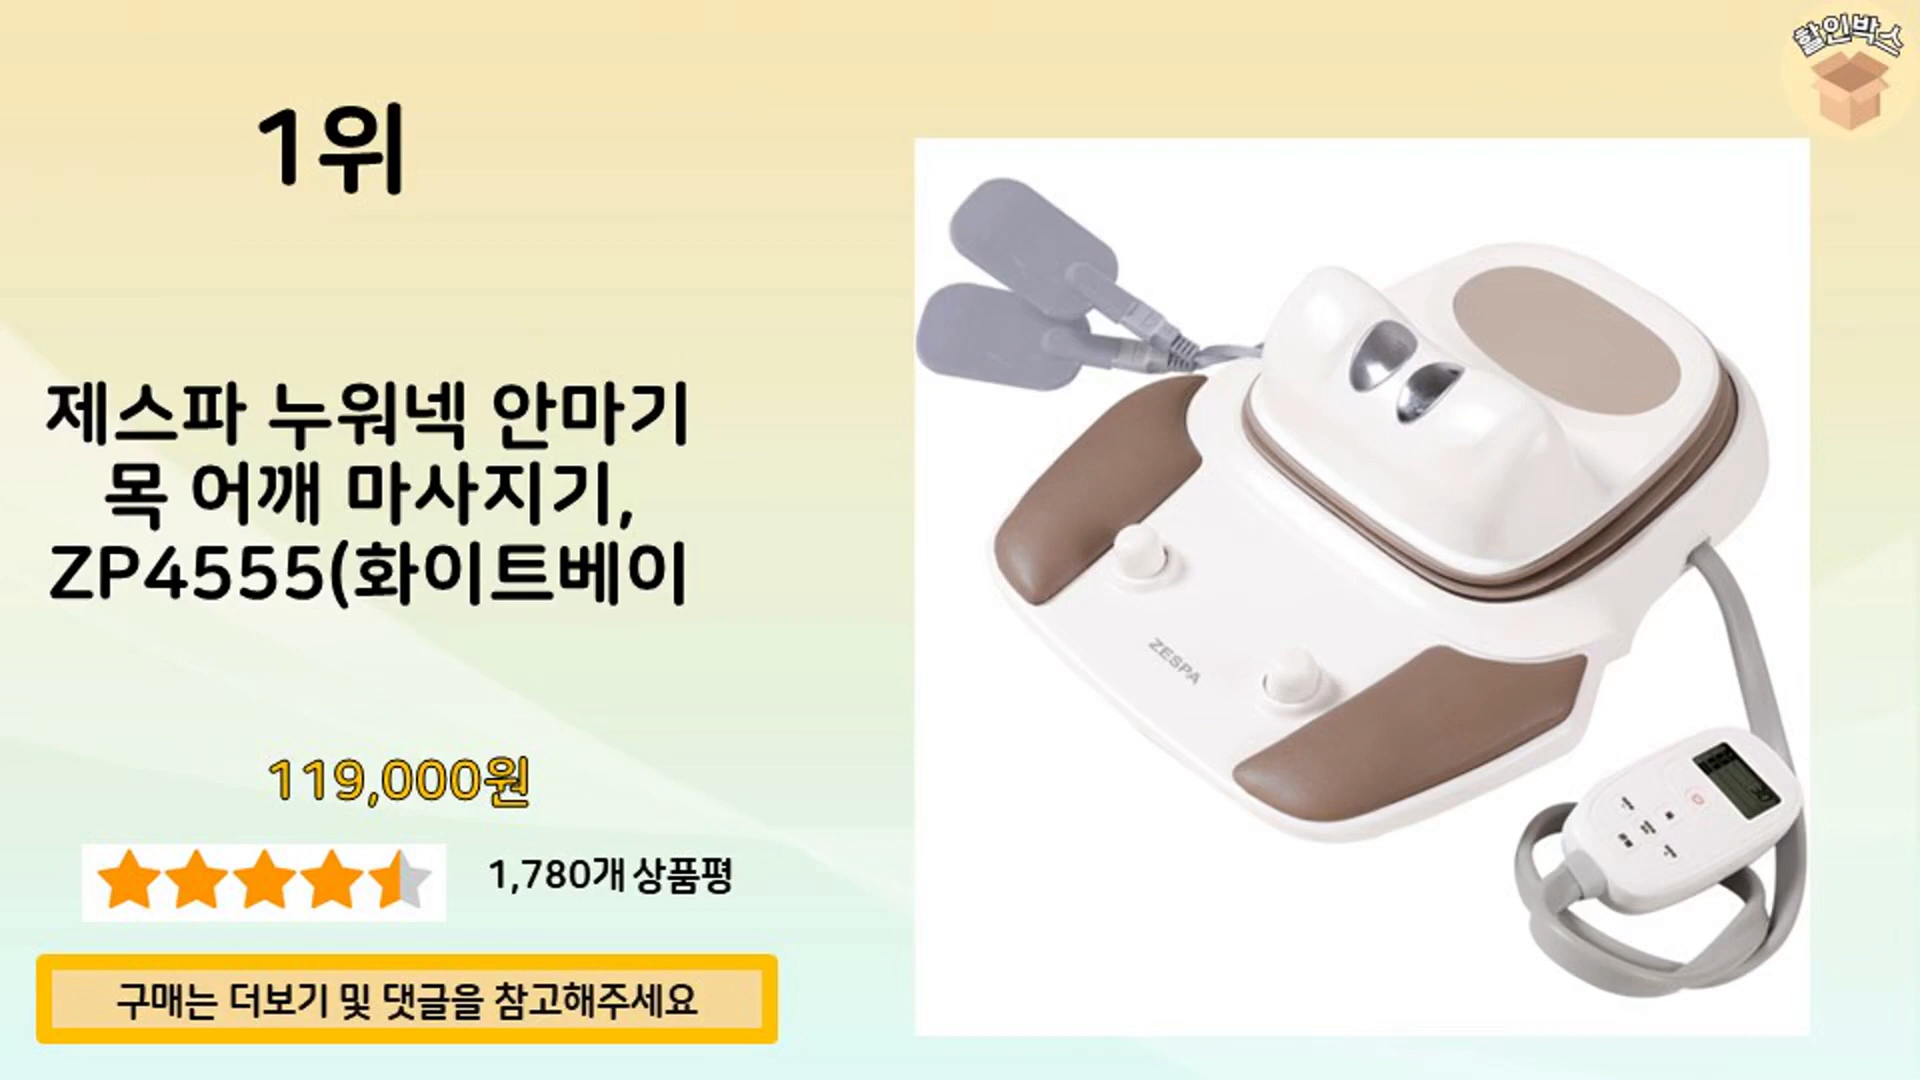 할인박스
1위
제스파 누워넥 안마기
목 어깨 마사지기,
ZP4555(화이트베이
119,000원
1,780개 상품평
구매는 더보기 및 댓글을 참고해주세요
ZESPA